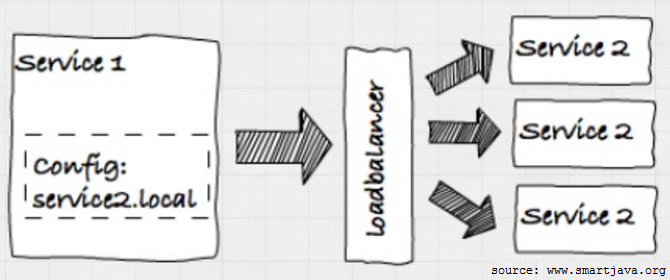 Service 1
Config:
service2.local
loadbalancer
Service 2
Service 2
Service 2
source: www.smartjava.org